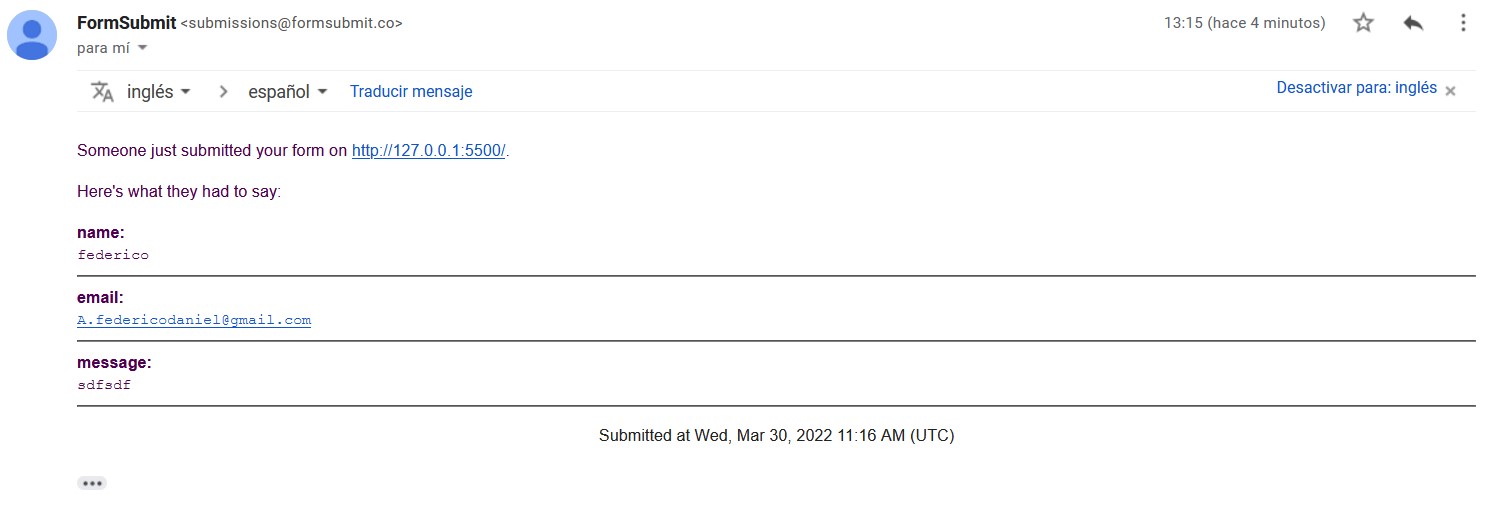 FormSubmit <submissions@formsubmit.co> 13:15 (hace 4 minutos)
para mí
inglés > español Traducir mensaje Desactivar para: inglés ×
Someone just submitted your form on http://127.0.0.1:5500/.
Here's what they had to say:
name:
federico
email:
A.federicodaniel@gmail.com
message:
sdfsdf
Submitted at Wed, Mar 30, 2022 11:16 AM (UTC)